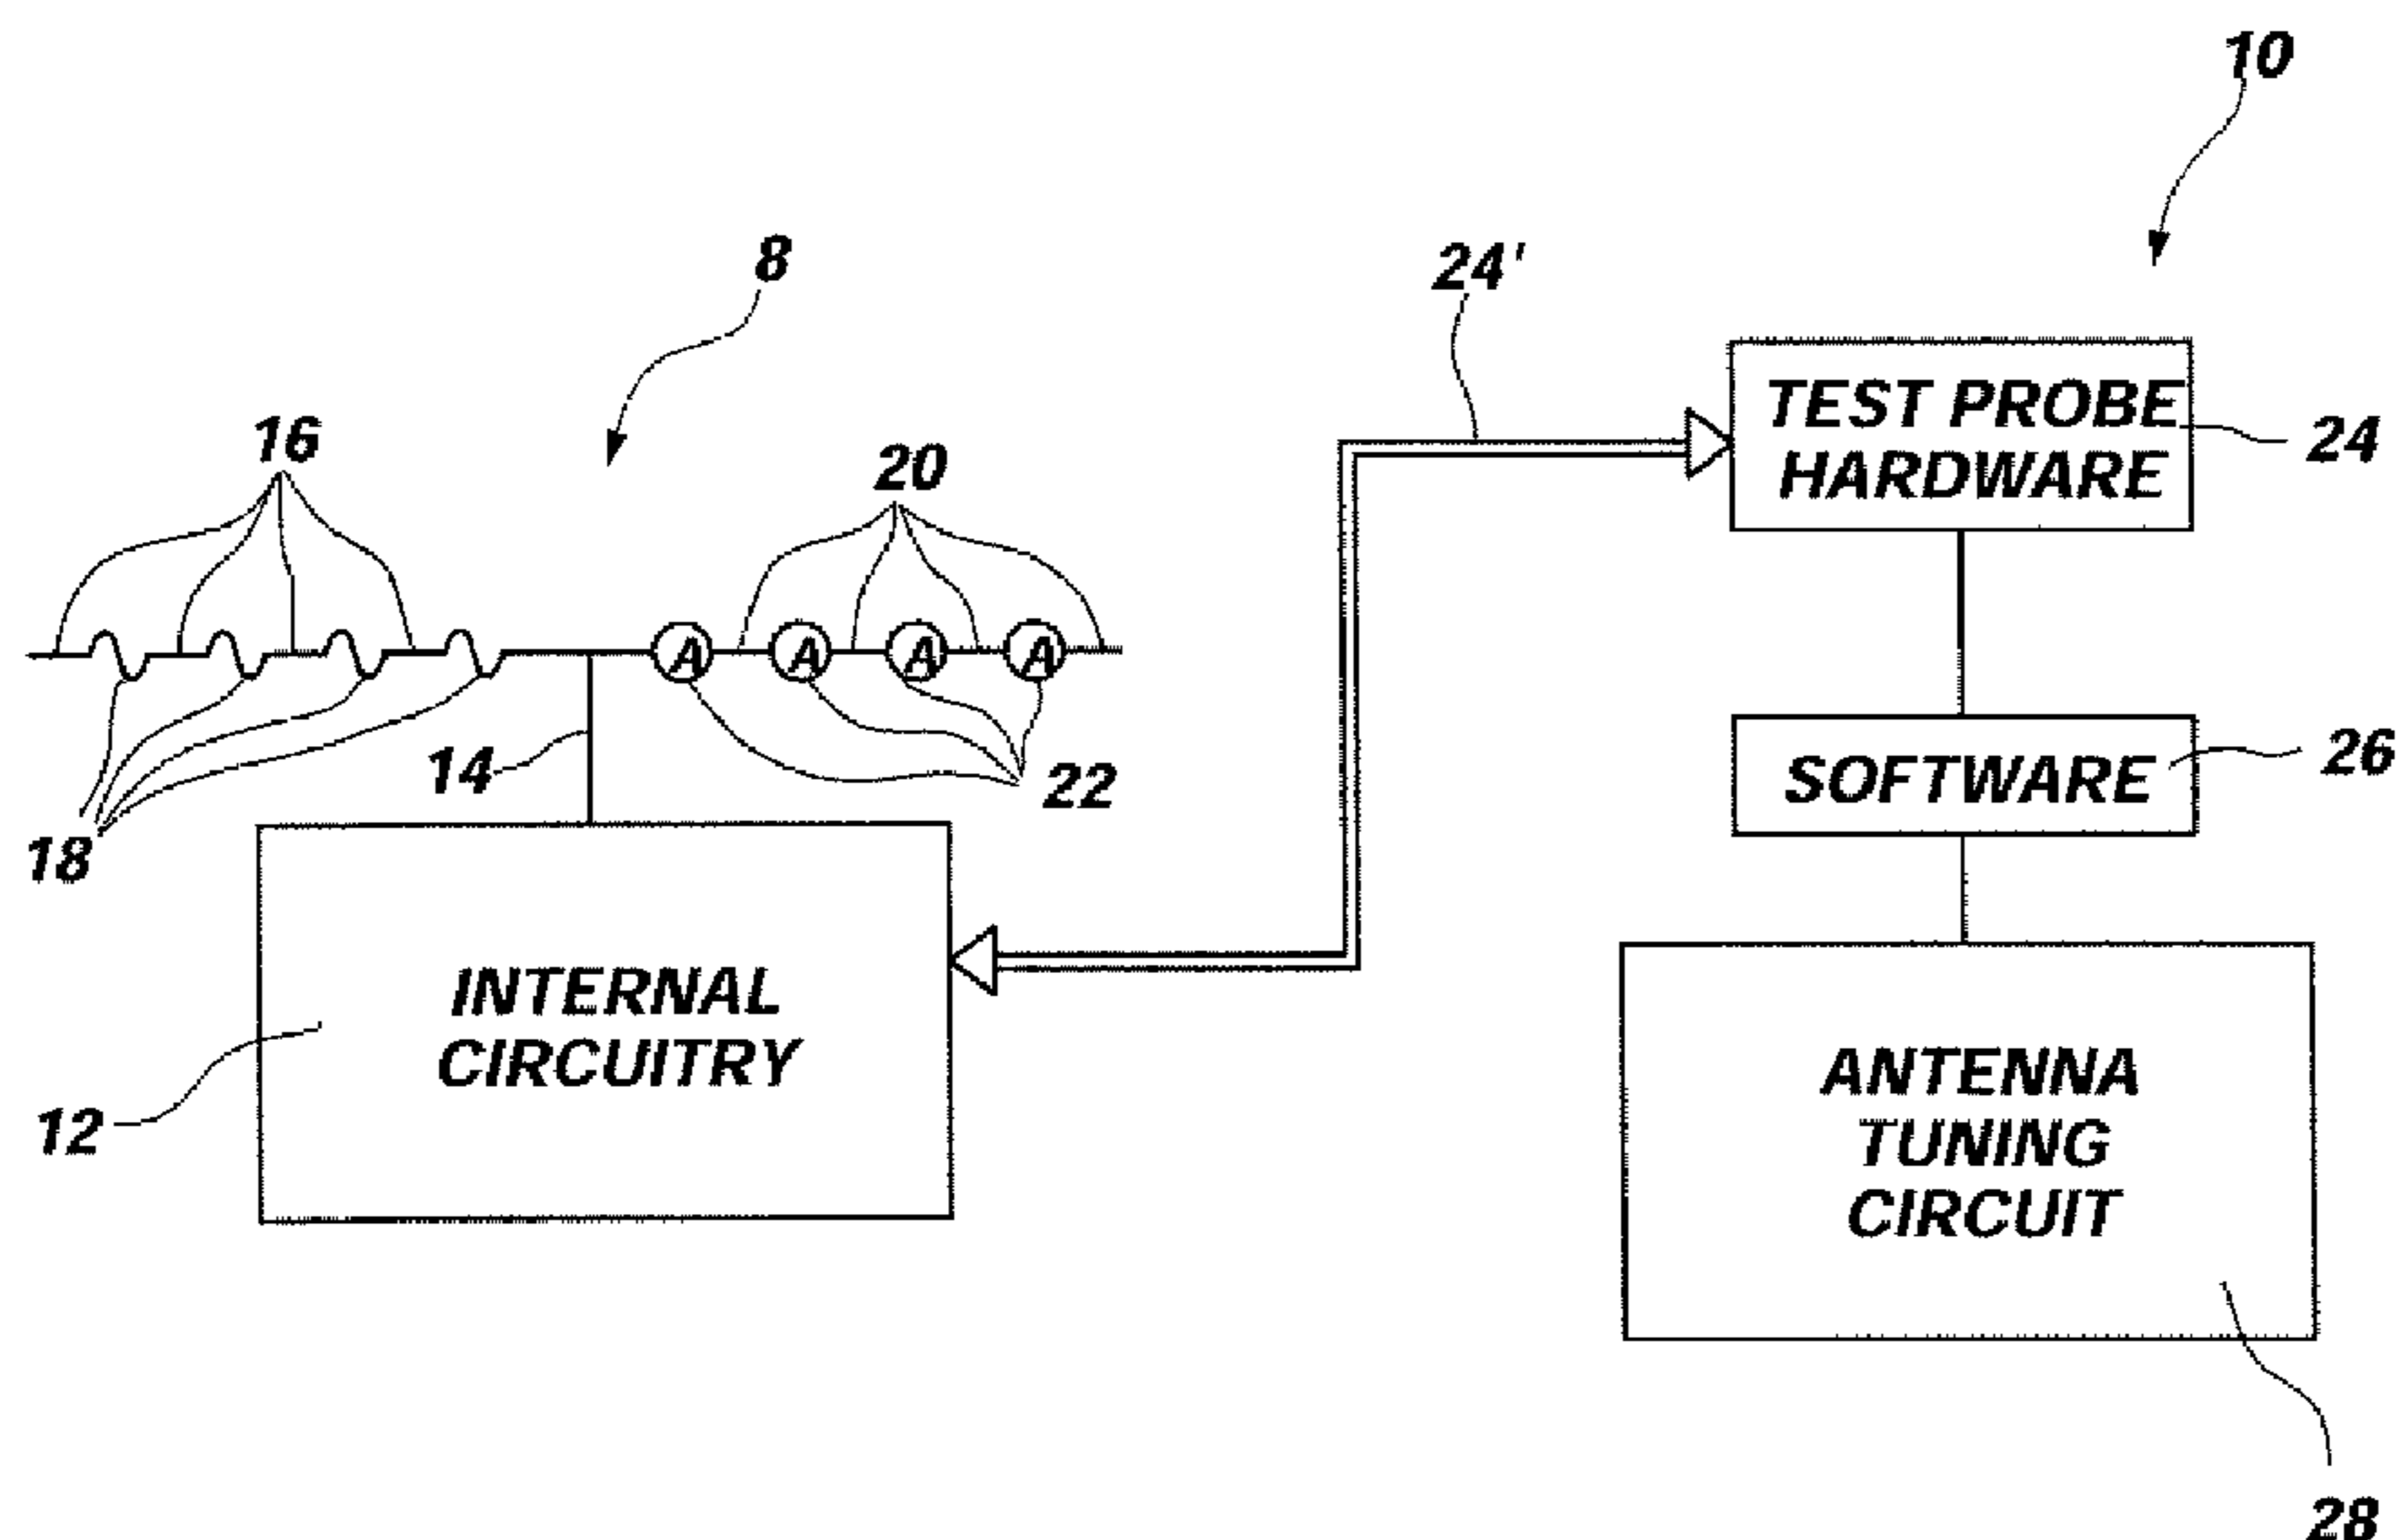 10
8
24'
16
20
TEST PROBE
HARDWARE
24
A A A A
14
22
SOFTWARE
26
18
INTERNAL
CIRCUITRY
12
ANTENNA
TUNING
CIRCUIT
28